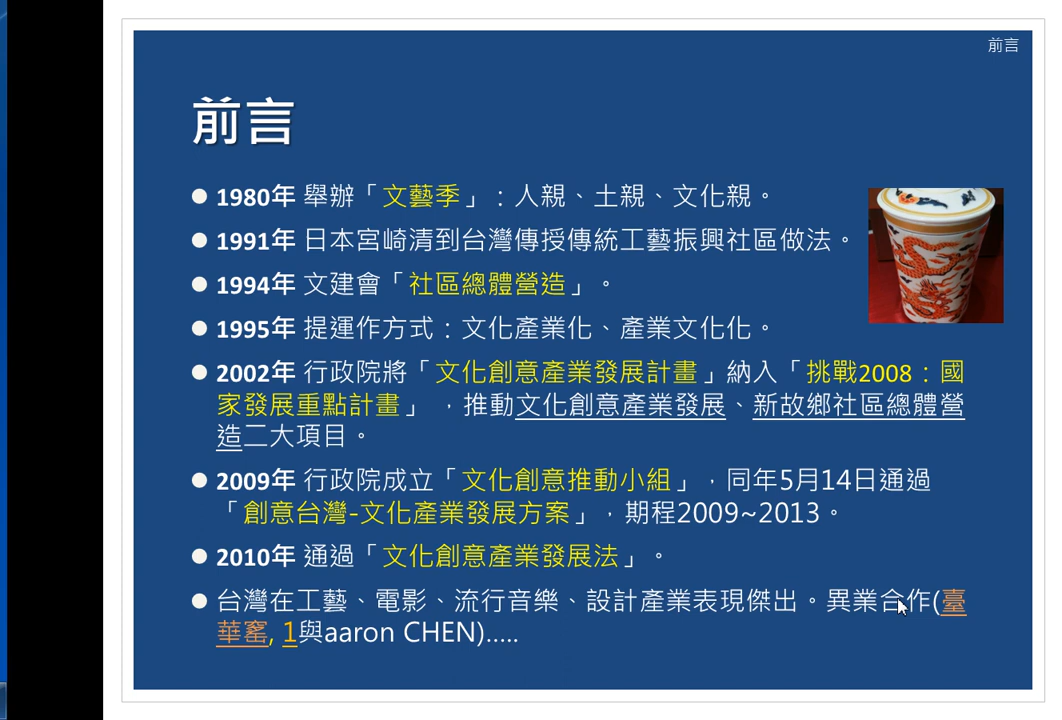 前言
前言
1980年 舉辦「文藝季」：人親、土親、文化親。
1991年 日本宮崎清到台灣傳授傳統工藝振興社區做法。
1994年 文建會「社區總體營造」。
1995年 提運作方式：文化產業化、產業文化化。
2002年 行政院將「文化創意產業發展計畫」納入「挑戰2008：國
家發展重點計畫」，推動文化創意產業發展、新故鄉社區總體營
造二大項目。
2009年 行政院成立「文化創意推動小組」，同年5月14日通過
「創意台灣-文化產業發展方案」，期程2009~2013。
2010年 通過「文化創意產業發展法」。
台灣在工藝、電影、流行音樂、設計產業表現傑出。異業合作(臺
華窰, 1與aaron CHEN)…..